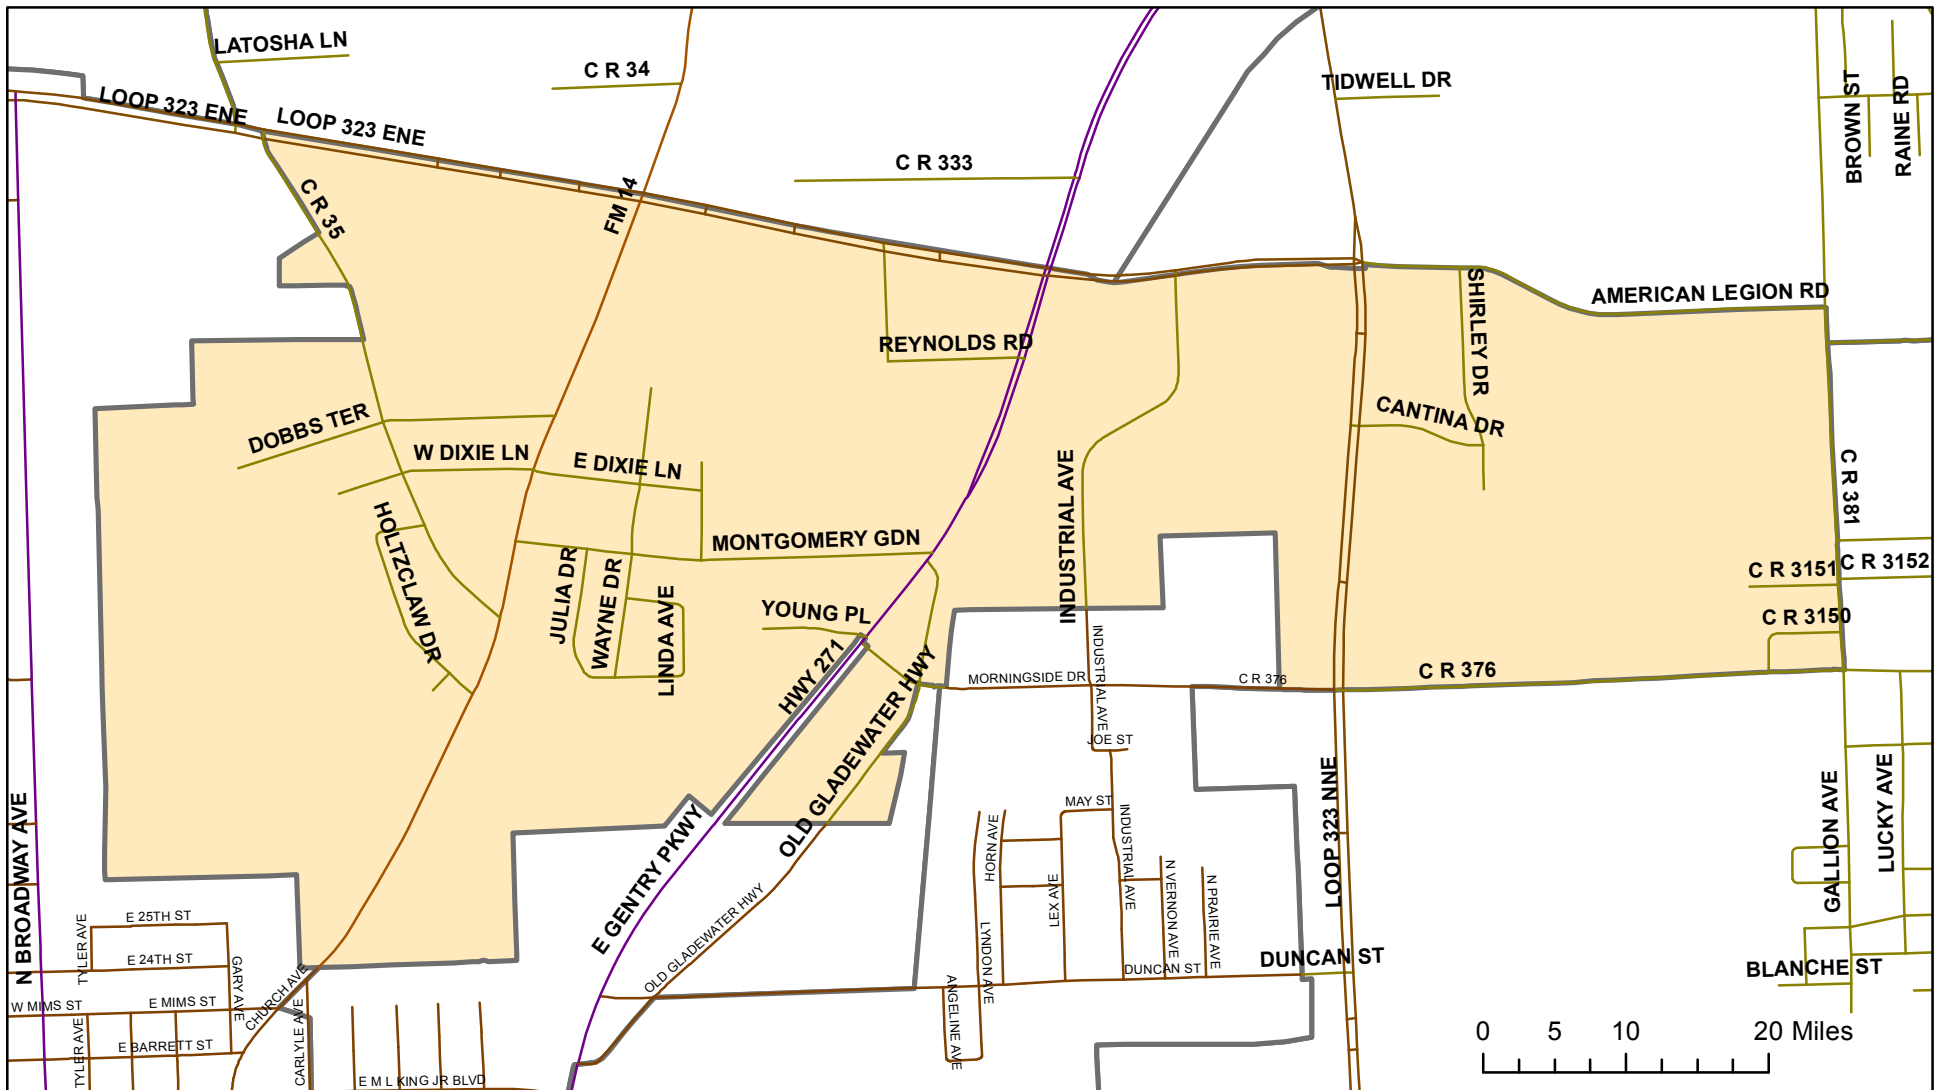 LATOSHA LN
C R 34
TIDWELL DR
BROWN ST
RAINE RD
LOOP 323 ENE
LOOP 323 ENE
C R 333
C R 35
FM 14
AMERICAN LEGION RD
SHIRLEY DR
REYNOLDS RD
CANTINA DR
DOBBS TER
W DIXIE LN
E DIXIE LN
INDUSTRIAL AVE
C R 381
HOLTZCLAW DR
MONTGOMERY GDN
JULIA DR
WAYNE DR
LINDA AVE
YOUNG PL
C R 3151
C R 3152
C R 3150
HWY 271
OLD GLADEWATER HWY
MORNINGSIDE DR
INDUSTRIAL AVE
C R 376
C R 376
JOE ST
N BROADWAY AVE
E GENTRY PKWY
MAY ST
HORN AVE
LEX AVE
INDUSTRIAL AVE
N VERNON AVE
N PRAIRIE AVE
LOOP 323 NNE
GALLION AVE
LUCKY AVE
OLD GLADEWATER HWY
LYNDON AVE
ANGELINE AVE
DUNCAN ST
DUNCAN ST
BLANCHE ST
TYLER AVE
E 25TH ST
E 24TH ST
GARY AVE
CHURCH AVE
W MIMS ST
E MIMS ST
TYLER AVE
E BARRETT ST
CARLYLE AVE
E M L KING JR BLVD
0 5 10 20 Miles